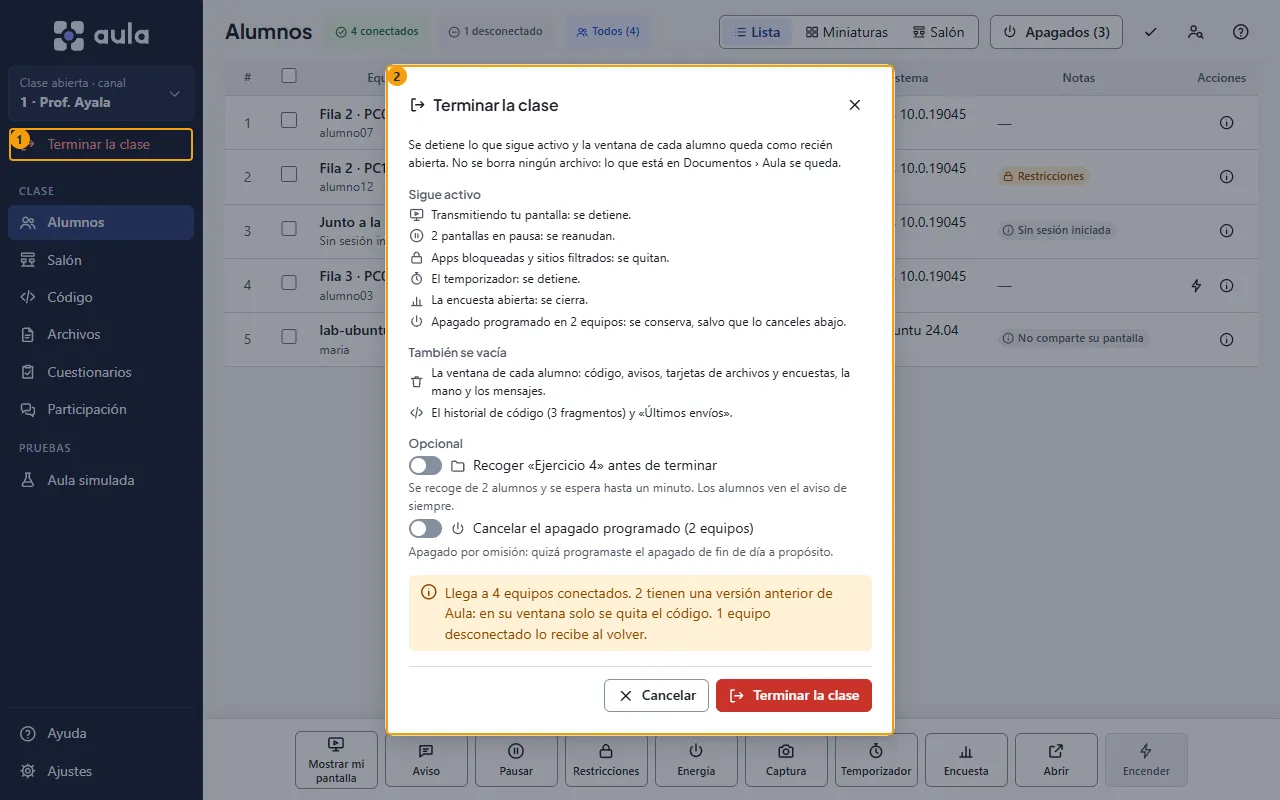 aula
Clase abierta · canal
1 · Prof. Ayala
1
Terminar la clase
CLASE
Alumnos
Salón
Código
Archivos
Cuestionarios
Participación
PRUEBAS
Aula simulada
Ayuda
Ajustes
Alumnos
4 conectados
1 desconectado
Todos (4)
Lista
Miniaturas
Salón
Apagados (3)
#
Equ
stema
Notas
Acciones
1
Fila 2 · PC0
alumno07
10.0.19045
—
2
Fila 2 · PC1
alumno12
10.0.19045
Restricciones
3
Junto a la
Sin sesión in
10.0.19045
Sin sesión iniciada
4
Fila 3 · PC0
alumno03
10.0.19045
—
5
lab-ubuntu
maria
untu 24.04
No comparte su pantalla
2
Terminar la clase
Se detiene lo que sigue activo y la ventana de cada alumno queda como recién
abierta. No se borra ningún archivo: lo que está en Documentos › Aula se queda.
Sigue activo
Transmitiendo tu pantalla: se detiene.
2 pantallas en pausa: se reanudan.
Apps bloqueadas y sitios filtrados: se quitan.
El temporizador: se detiene.
La encuesta abierta: se cierra.
Apagado programado en 2 equipos: se conserva, salvo que lo canceles abajo.
También se vacía
La ventana de cada alumno: código, avisos, tarjetas de archivos y encuestas, la
mano y los mensajes.
El historial de código (3 fragmentos) y «Últimos envíos».
Opcional
Recoger «Ejercicio 4» antes de terminar
Se recoge de 2 alumnos y se espera hasta un minuto. Los alumnos ven el aviso de
siempre.
Cancelar el apagado programado (2 equipos)
Apagado por omisión: quizá programaste el apagado de fin de día a propósito.
Llega a 4 equipos conectados. 2 tienen una versión anterior de
Aula: en su ventana solo se quita el código. 1 equipo
desconectado lo recibe al volver.
Cancelar
Terminar la clase
Mostrar mi
pantalla
Aviso
Pausar
Restricciones
Energía
Captura
Temporizador
Encuesta
Abrir
Encender